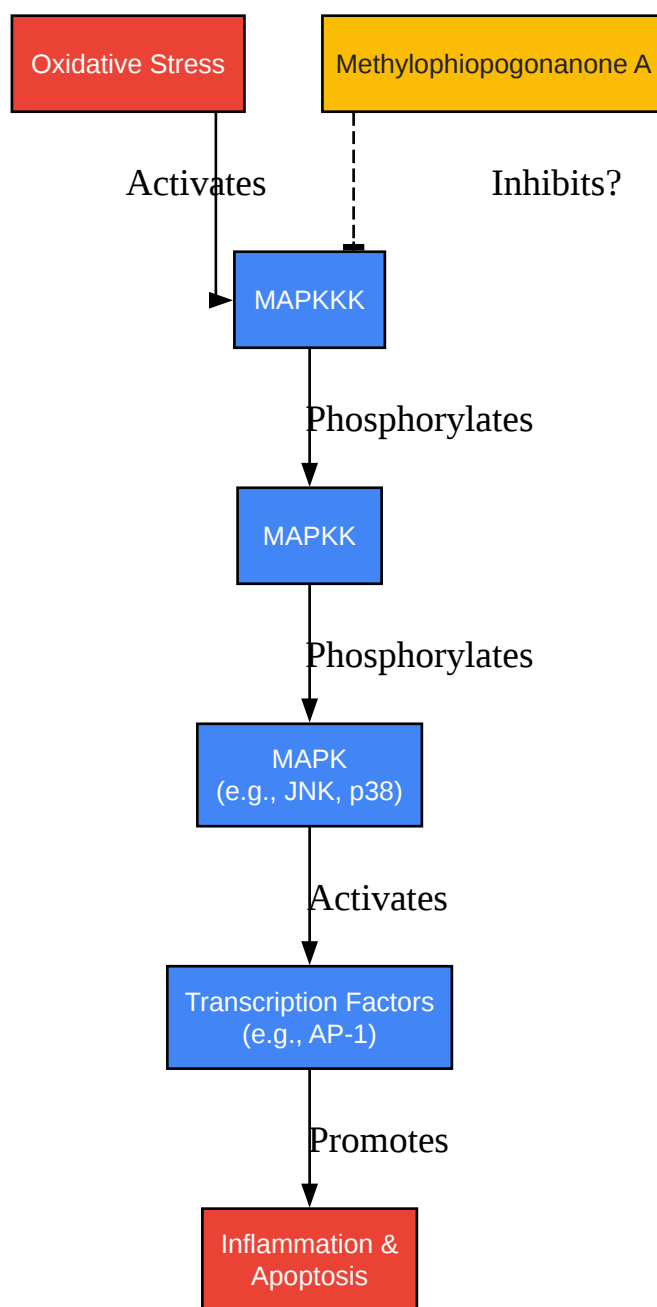 Oxidative Stress
Methylophiopogonanone A
Activates
Inhibits?
MAPKKK
Phosphorylates
MAPKK
Phosphorylates
MAPK
(e.g., JNK, p38)
Activates
Transcription Factors
(e.g., AP-1)
Promotes
Inflammation &
Apoptosis